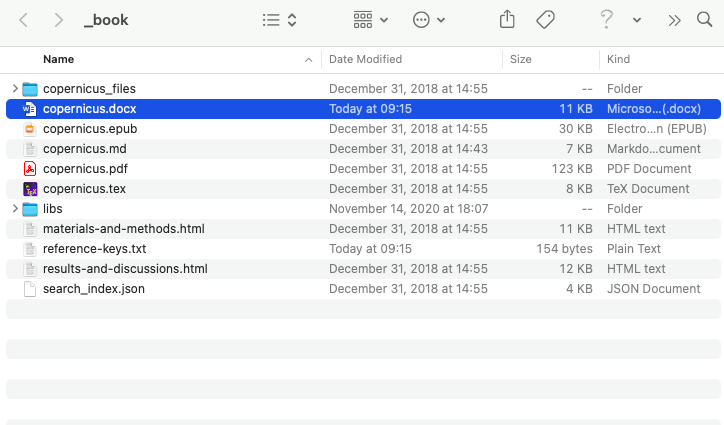 _book
Name Date Modified Size Kind
copernicus_files December 31, 2018 at 14:55 -- Folder
copernicus.docx Today at 09:15 11 KB Microso...(.docx)
copernicus.epub December 31, 2018 at 14:55 30 KB Electro...n (EPUB)
copernicus.md December 31, 2018 at 14:43 7 KB Markdo...cument
copernicus.pdf December 31, 2018 at 14:55 123 KB PDF Document
copernicus.tex December 31, 2018 at 14:55 8 KB TeX Document
libs November 14, 2020 at 18:07 -- Folder
materials-and-methods.html December 31, 2018 at 14:55 11 KB HTML text
reference-keys.txt Today at 09:15 154 bytes Plain Text
results-and-discussions.html December 31, 2018 at 14:55 12 KB HTML text
search_index.json December 31, 2018 at 14:55 4 KB JSON Document